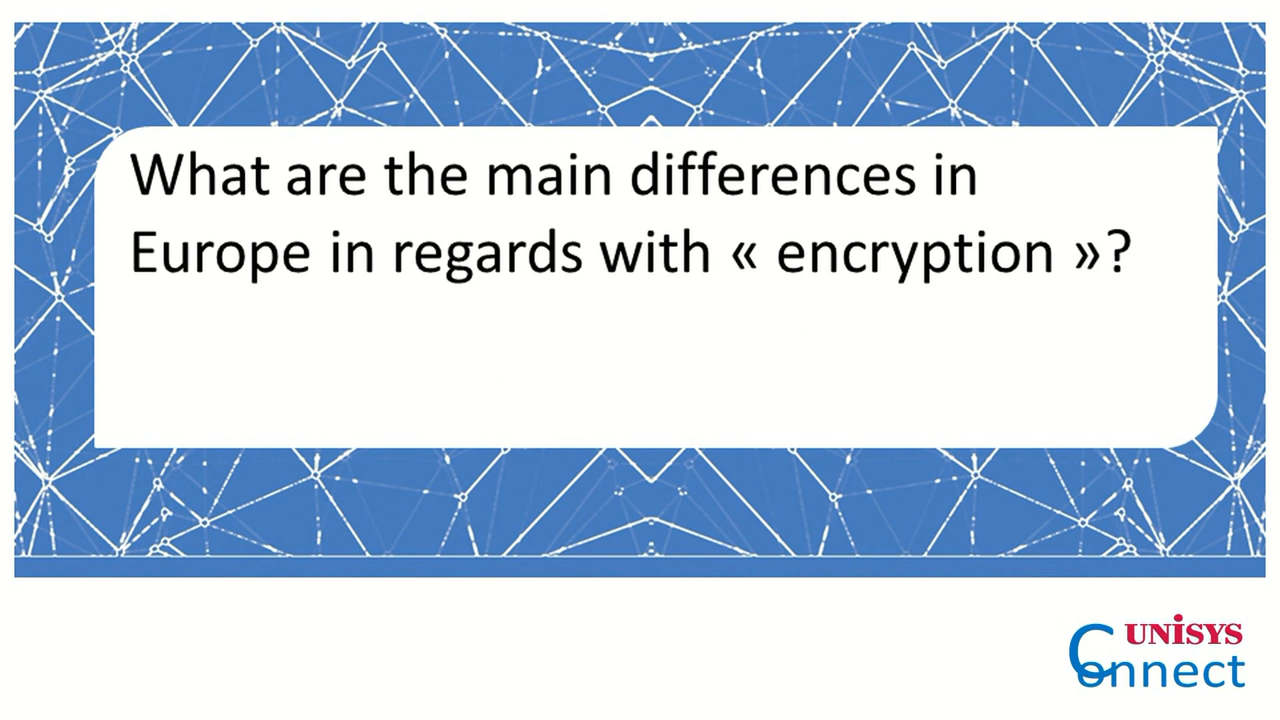 What are the main differences in
Europe in regards with « encryption »?
UNiSYS
Connect